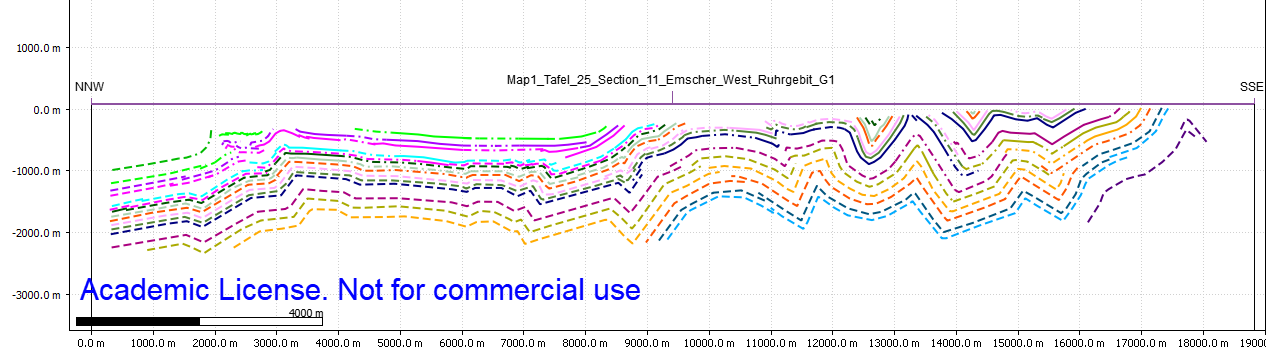 1000.0 m
Map1_Tafel_25_Section_11_Emscher_West_Ruhrgebit_G1
NNW
SSE
0.0 m
-1000.0 m
-2000.0 m
-3000.0 m
Academic License. Not for commercial use
4000 m
0.0 m 1000.0 m 2000.0 m 3000.0 m 4000.0 m 5000.0 m 6000.0 m 7000.0 m 8000.0 m 9000.0 m 10000.0 m 11000.0 m 12000.0 m 13000.0 m 14000.0 m 15000.0 m 16000.0 m 17000.0 m 18000.0 m 1900